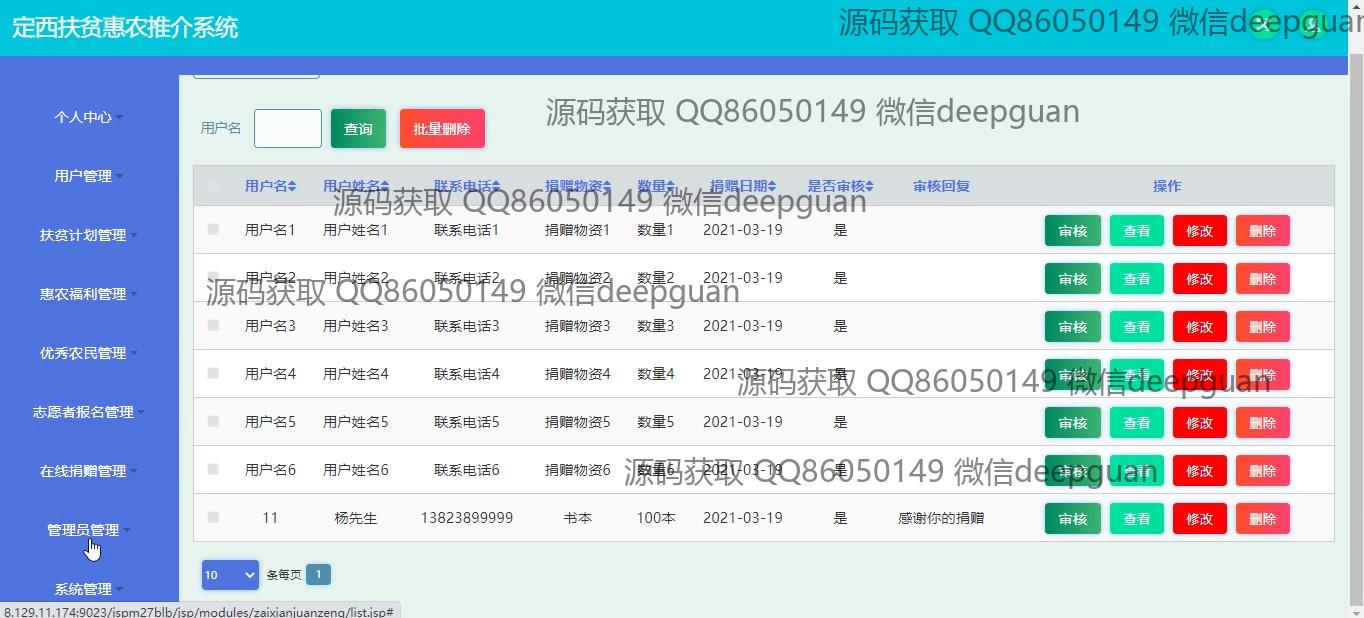 定西扶贫惠农推介系统
源码获取 QQ86050149 微信deepguan
个人中心
用户管理
扶贫计划管理
惠农福利管理
优秀农民管理
志愿者报名管理
在线捐赠管理
管理员管理
系统管理
用户名 查询 批量删除
源码获取 QQ86050149 微信deepguan
用户名 用户姓名 联系电话 捐赠物资 数量 捐赠日期 是否审核 审核回复 操作
源码获取 QQ86050149 微信deepguan
用户名1 用户姓名1 联系电话1 捐赠物资1 数量1 2021-03-19 是 审核 查看 修改 删除
用户名2 用户姓名2 联系电话2 捐赠物资2 数量2 2021-03-19 是 审核 查看 修改 删除
源码获取 QQ86050149 微信deepguan
用户名3 用户姓名3 联系电话3 捐赠物资3 数量3 2021-03-19 是 审核 查看 修改 删除
用户名4 用户姓名4 联系电话4 捐赠物资4 数量4 2021-03-19 是 审核 查看 修改 删除
源码获取 QQ86050149 微信deepguan
用户名5 用户姓名5 联系电话5 捐赠物资5 数量5 2021-03-19 是 审核 查看 修改 删除
用户名6 用户姓名6 联系电话6 捐赠物资6 数量6 2021-03-19 是 审核 查看 修改 删除
源码获取 QQ86050149 微信deepguan
11 杨先生 13823899999 书本 100本 2021-03-19 是 感谢你的捐赠 审核 查看 修改 删除
10 条每页 1
8.129.11.174:9023/jspm27blb/jsp/modules/zaixianjuanzeng/list.jsp#